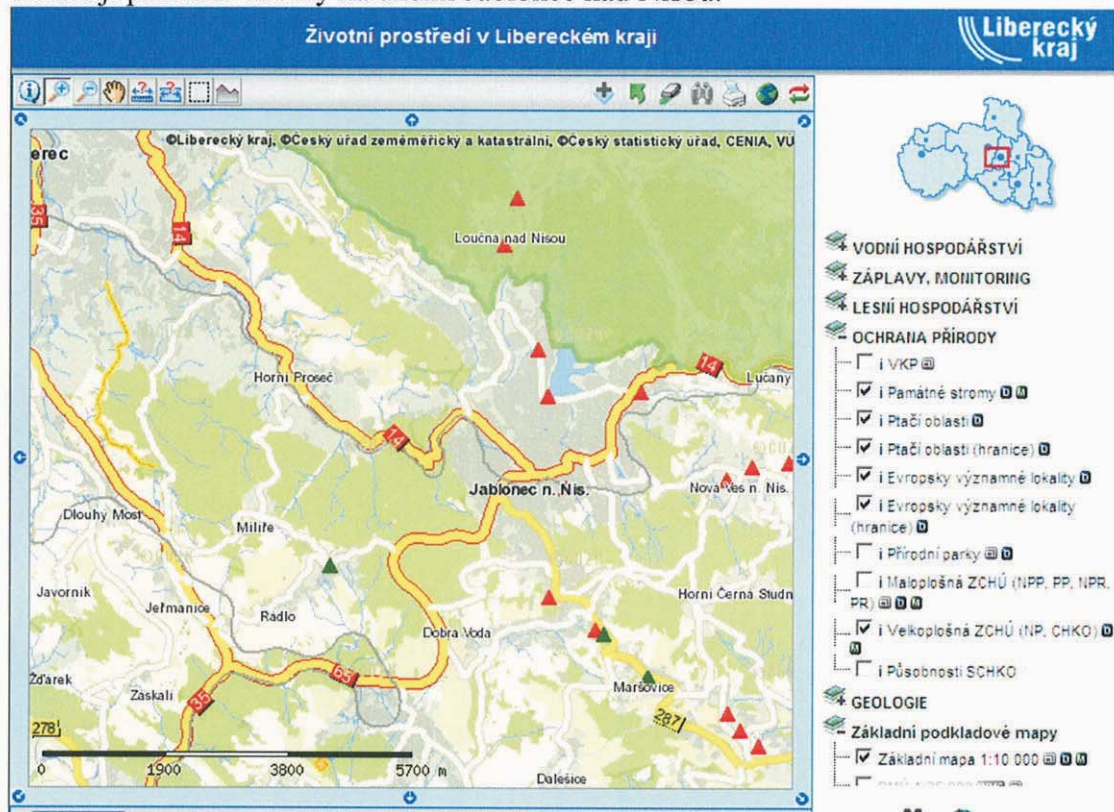 Životní prostředí v Libereckém kraji
Liberecký
kraj
©Liberecký kraj, ©Český úřad zeměměřický a katastrální, ©Český statistický úřad, CENIA, VÚ
erec
35
14
Loučná nad Nisou
VODNÍ HOSPODÁŘSTVÍ
ZÁPLAVY, MONITORING
LESNÍ HOSPODÁŘSTVÍ
OCHRANA PŘÍRODY
i VKP
i Památné stromy
i Ptačí oblasti
i Ptačí oblasti (hranice)
i Evropsky významné lokality
i Evropsky významné lokality
(hranice)
i Přírodní parky
i Maloplošná ZCHÚ (NPP, PP, NPR,
PR)
i Velkoplošná ZCHÚ (NP, CHKO)
i Působnosti SCHKO
GEOLOGIE
Základní podkladové mapy
Základní mapa 1:10 000
14
Lučany
Horní Proseč
14
Jablonec n. Nis.
Nová Ves n. Nis.
Dlouhý Most
Milíře
Javorník
Jeřmanice
Rádlo
Dobrá Voda
Horní Černá Studn
Žďárek
Záskalí
35
65
Maršovice
278
287
0 1900 3800 5700 m
Dalešice